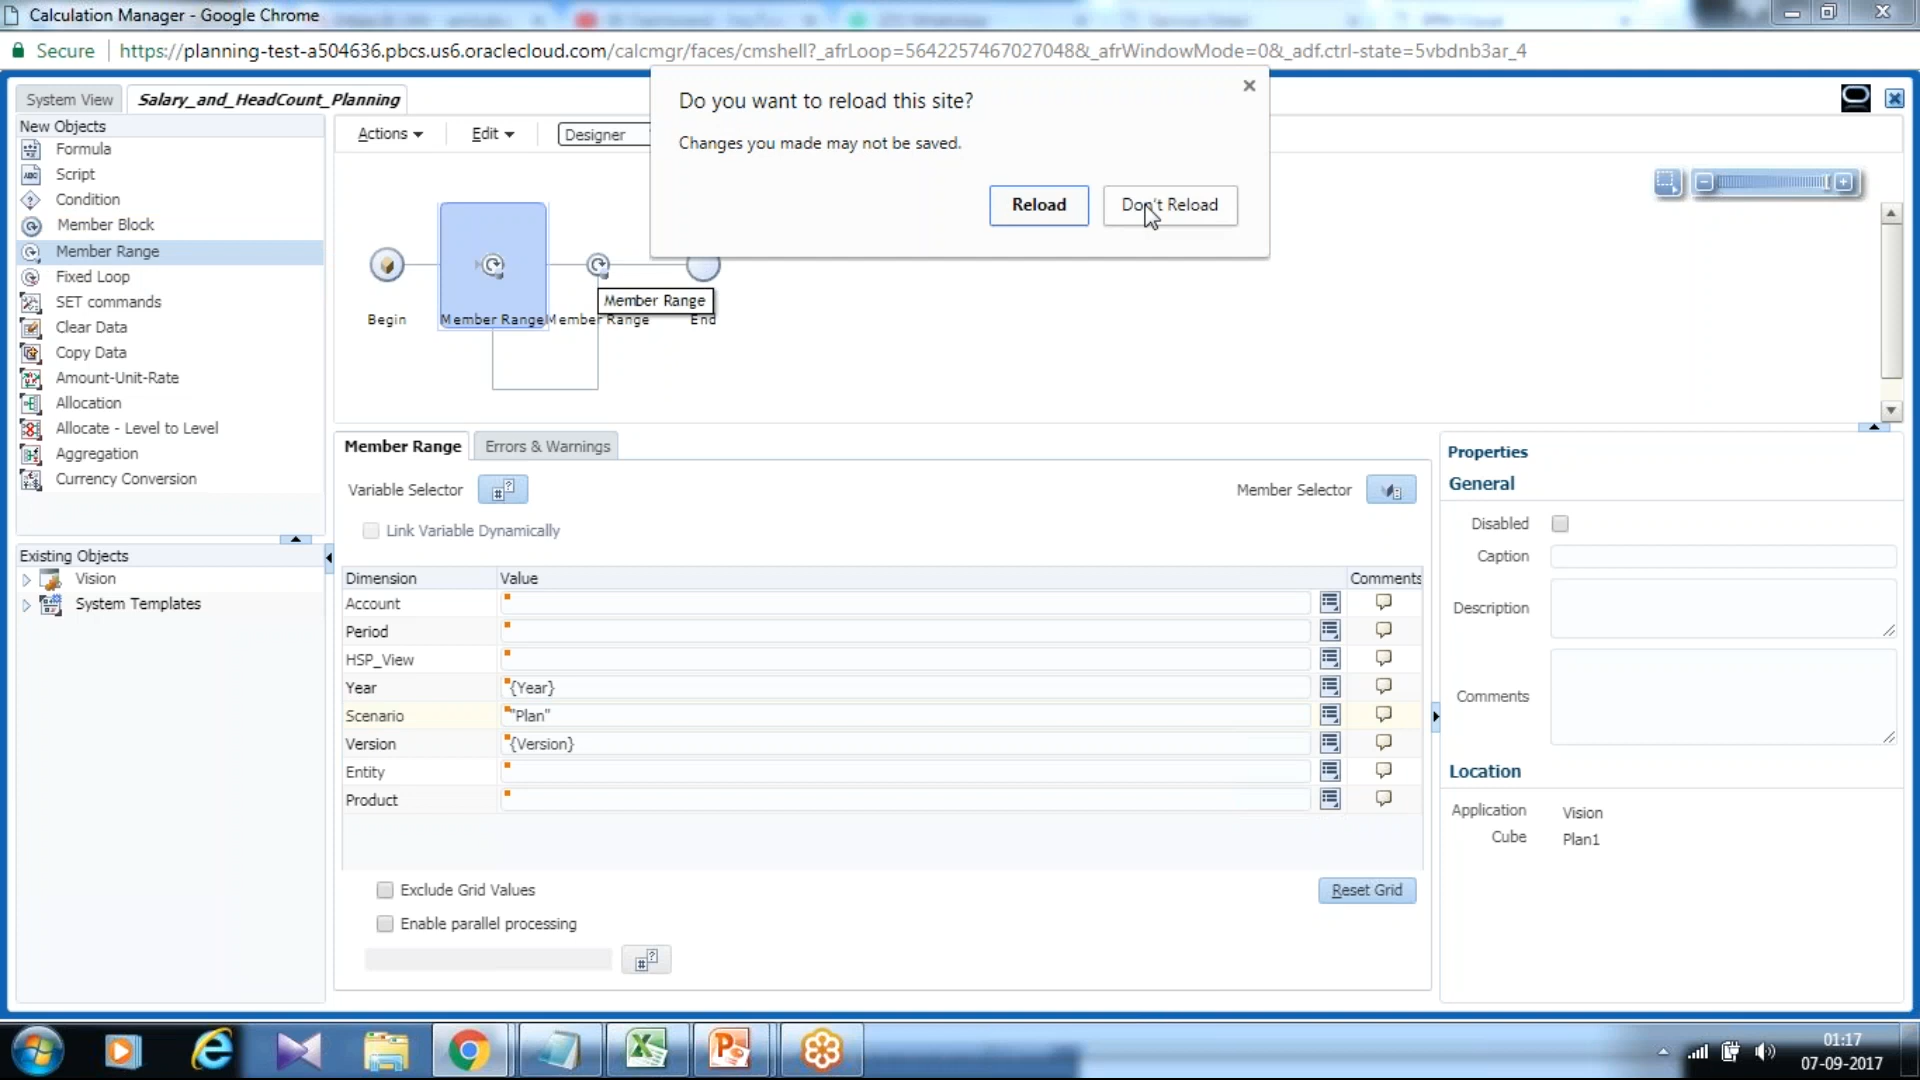 Calculation Manager - Google Chrome
Secure
https://planning-test-a504636.pbcs.us6.oraclecloud.com/calcmgr/faces/cmshell?_afrLoop=5642257467027048&_afrWindowMode=0&_adf.ctrl-state=5vbdnb3ar_4
Do you want to reload this site?
Changes you made may not be saved.
Reload
Don't Reload
System View
Salary_and_HeadCount_Planning
New Objects
Formula
Script
Condition
Member Block
Member Range
Fixed Loop
SET commands
Clear Data
Copy Data
Amount-Unit-Rate
Allocation
Allocate - Level to Level
Aggregation
Currency Conversion
Existing Objects
Vision
System Templates
Actions
Edit
Designer
Member Range
Begin
Member Range
Member Range
End
Member Range
Errors & Warnings
Variable Selector
Member Selector
Link Variable Dynamically
Dimension Value Comments
Account
Period
HSP_View
Year {Year}
Scenario "Plan"
Version {Version}
Entity
Product
Exclude Grid Values
Reset Grid
Enable parallel processing
Properties
General
Disabled
Caption
Description
Comments
Location
Application Vision
Cube Plan1
01:17
07-09-2017